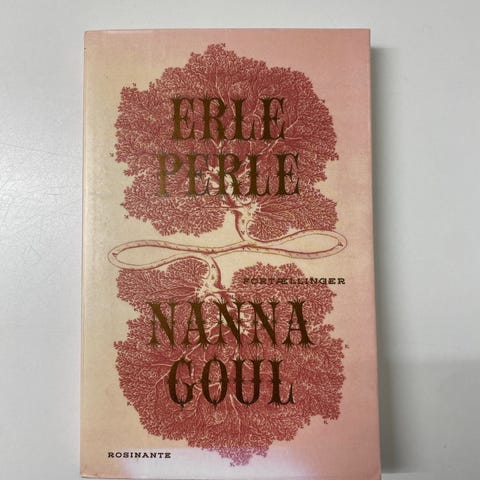 ERLE
PERLE
FORTÆLLINGER
NANNA
GOUL
ROSINANTE